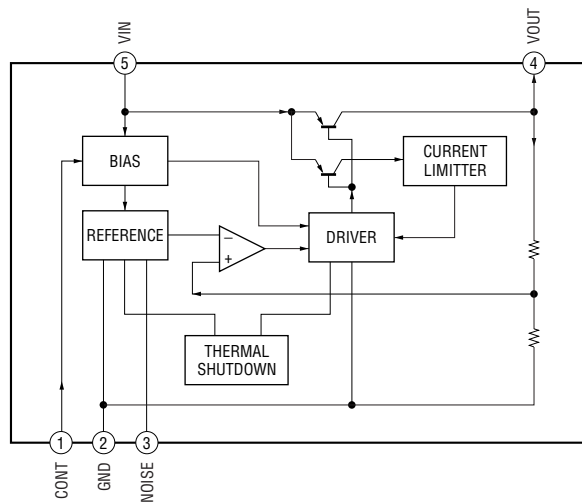 VIN
VOUT
5
4
BIAS
CURRENT
LIMITTER
REFERENCE
−
+
DRIVER
THERMAL
SHUTDOWN
1
2
3
CONT
GND
NOISE